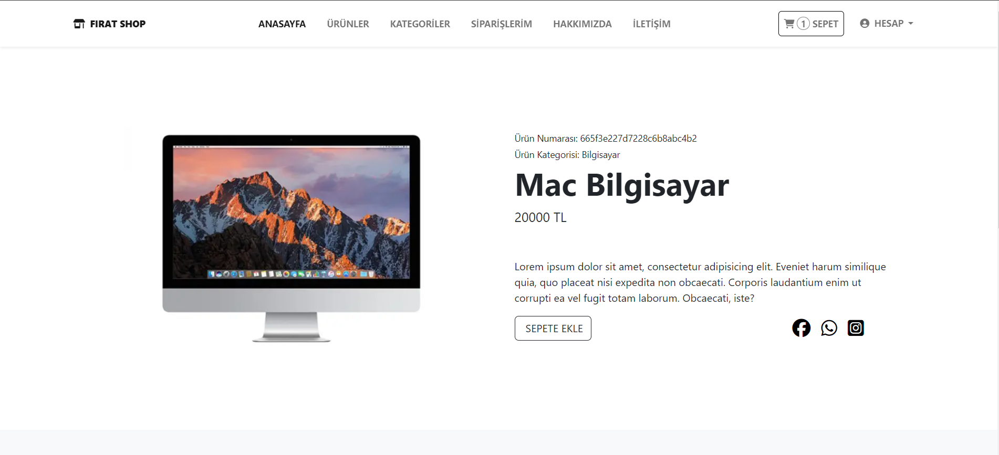 FIRAT SHOP
ANASAYFA ÜRÜNLER KATEGORİLER SİPARİŞLERİM HAKKIMIZDA İLETİŞİM
1 SEPET
HESAP
Ürün Numarası: 665f3e227d7228c6b8abc4b2
Ürün Kategorisi: Bilgisayar
Mac Bilgisayar
20000 TL
Lorem ipsum dolor sit amet, consectetur adipisicing elit. Eveniet harum similique
quia, quo placeat nisi expedita non obcaecati. Corporis laudantium enim ut
corrupti ea vel fugit totam laborum. Obcaecati, iste?
SEPETE EKLE